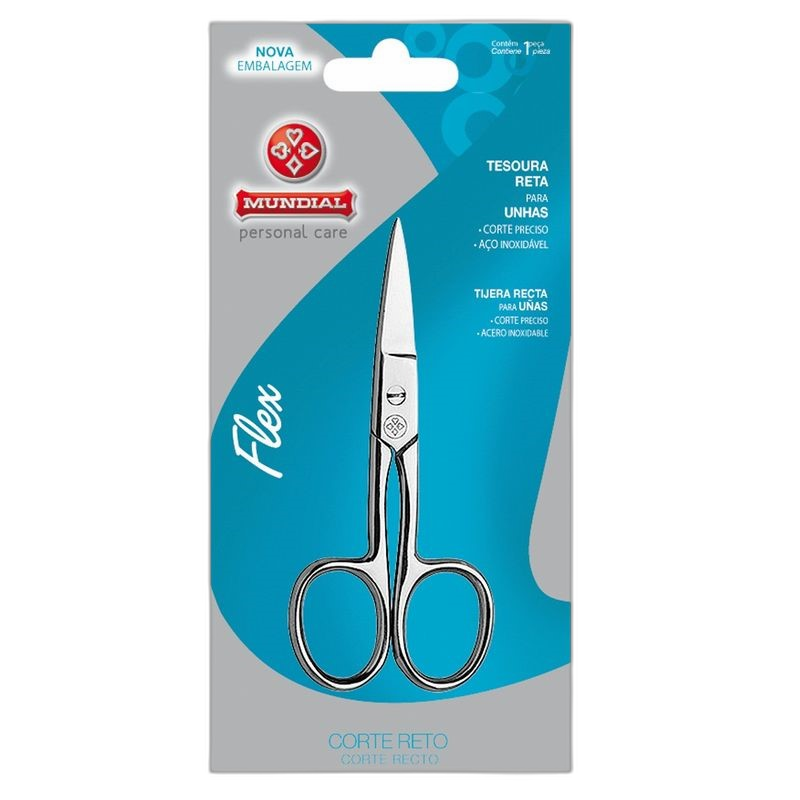 NOVA
EMBALAGEM
Contém 1 peça
Contiene 1 pieza
MUNDIAL
personal care
TESOURA
RETA
PARA
UNHAS
• CORTE PRECISO
• AÇO INOXIDÁVEL
TIJERA RECTA
PARA UÑAS
• CORTE PRECISO
• ACERO INOXIDABLE
Flex
CORTE RETO
CORTE RECTO